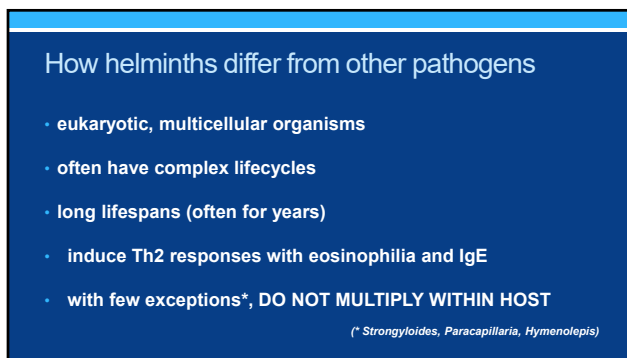 How helminths differ from other pathogens
• eukaryotic, multicellular organisms
• often have complex lifecycles
• long lifespans (often for years)
• induce Th2 responses with eosinophilia and IgE
• with few exceptions*, DO NOT MULTIPLY WITHIN HOST
(* Strongyloides, Paracapillaria, Hymenolepis)